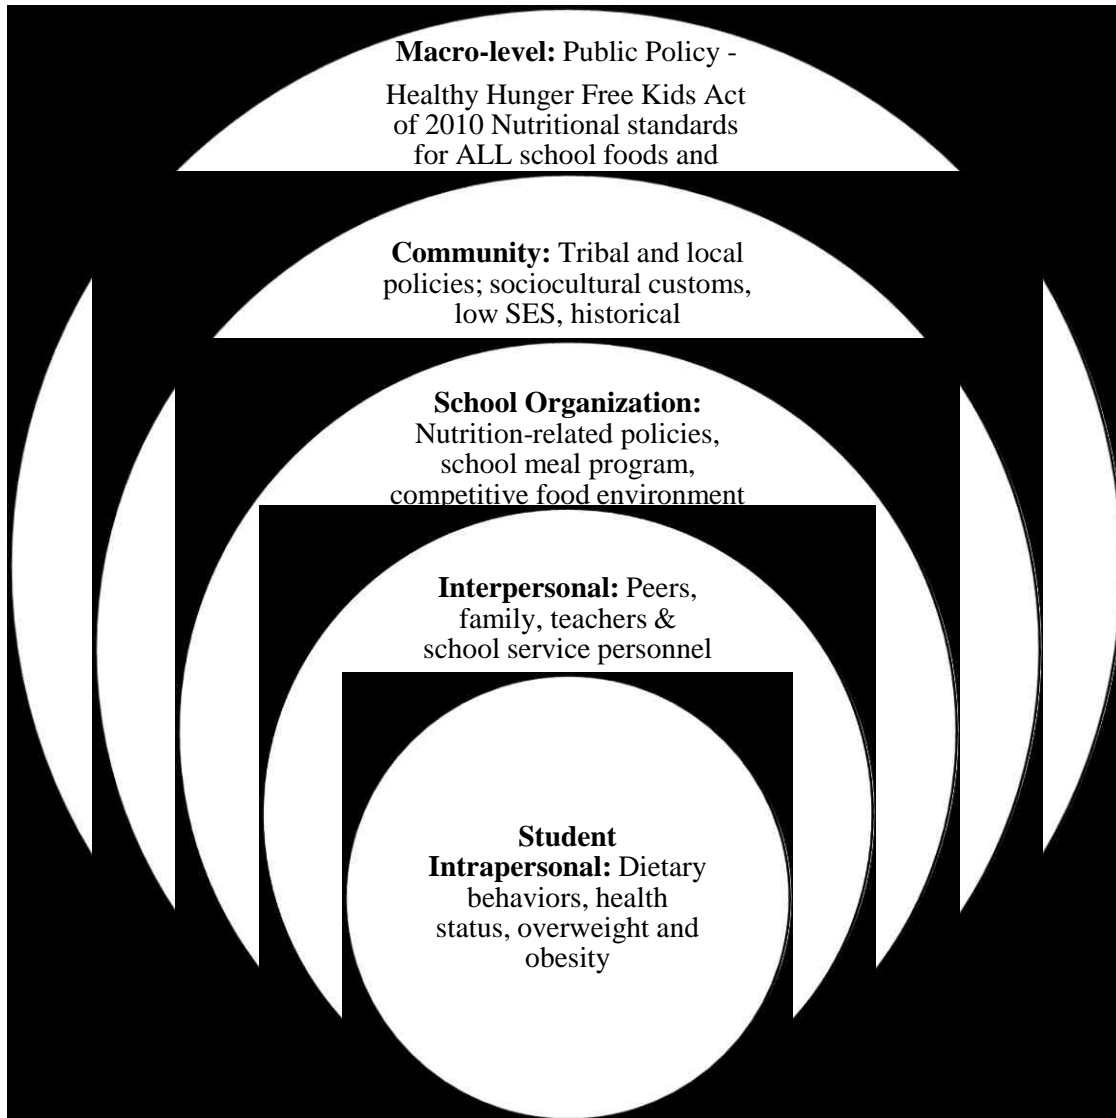 Macro-level: Public Policy -
Healthy Hunger Free Kids Act
of 2010 Nutritional standards
for ALL school foods and
Community: Tribal and local
policies; sociocultural customs,
low SES, historical
School Organization:
Nutrition-related policies,
school meal program,
competitive food environment
Interpersonal: Peers,
family, teachers &
school service personnel
Student
Intrapersonal: Dietary
behaviors, health
status, overweight and
obesity